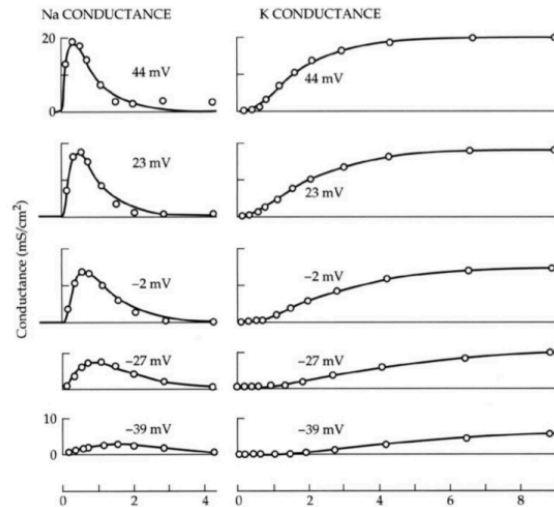 Na CONDUCTANCE K CONDUCTANCE
20
0
44 mV 44 mV
23 mV 23 mV
Conductance (mS/cm²)
-2 mV -2 mV
-27 mV -27 mV
10
0
-39 mV -39 mV
0 2 4 0 2 4 6 8